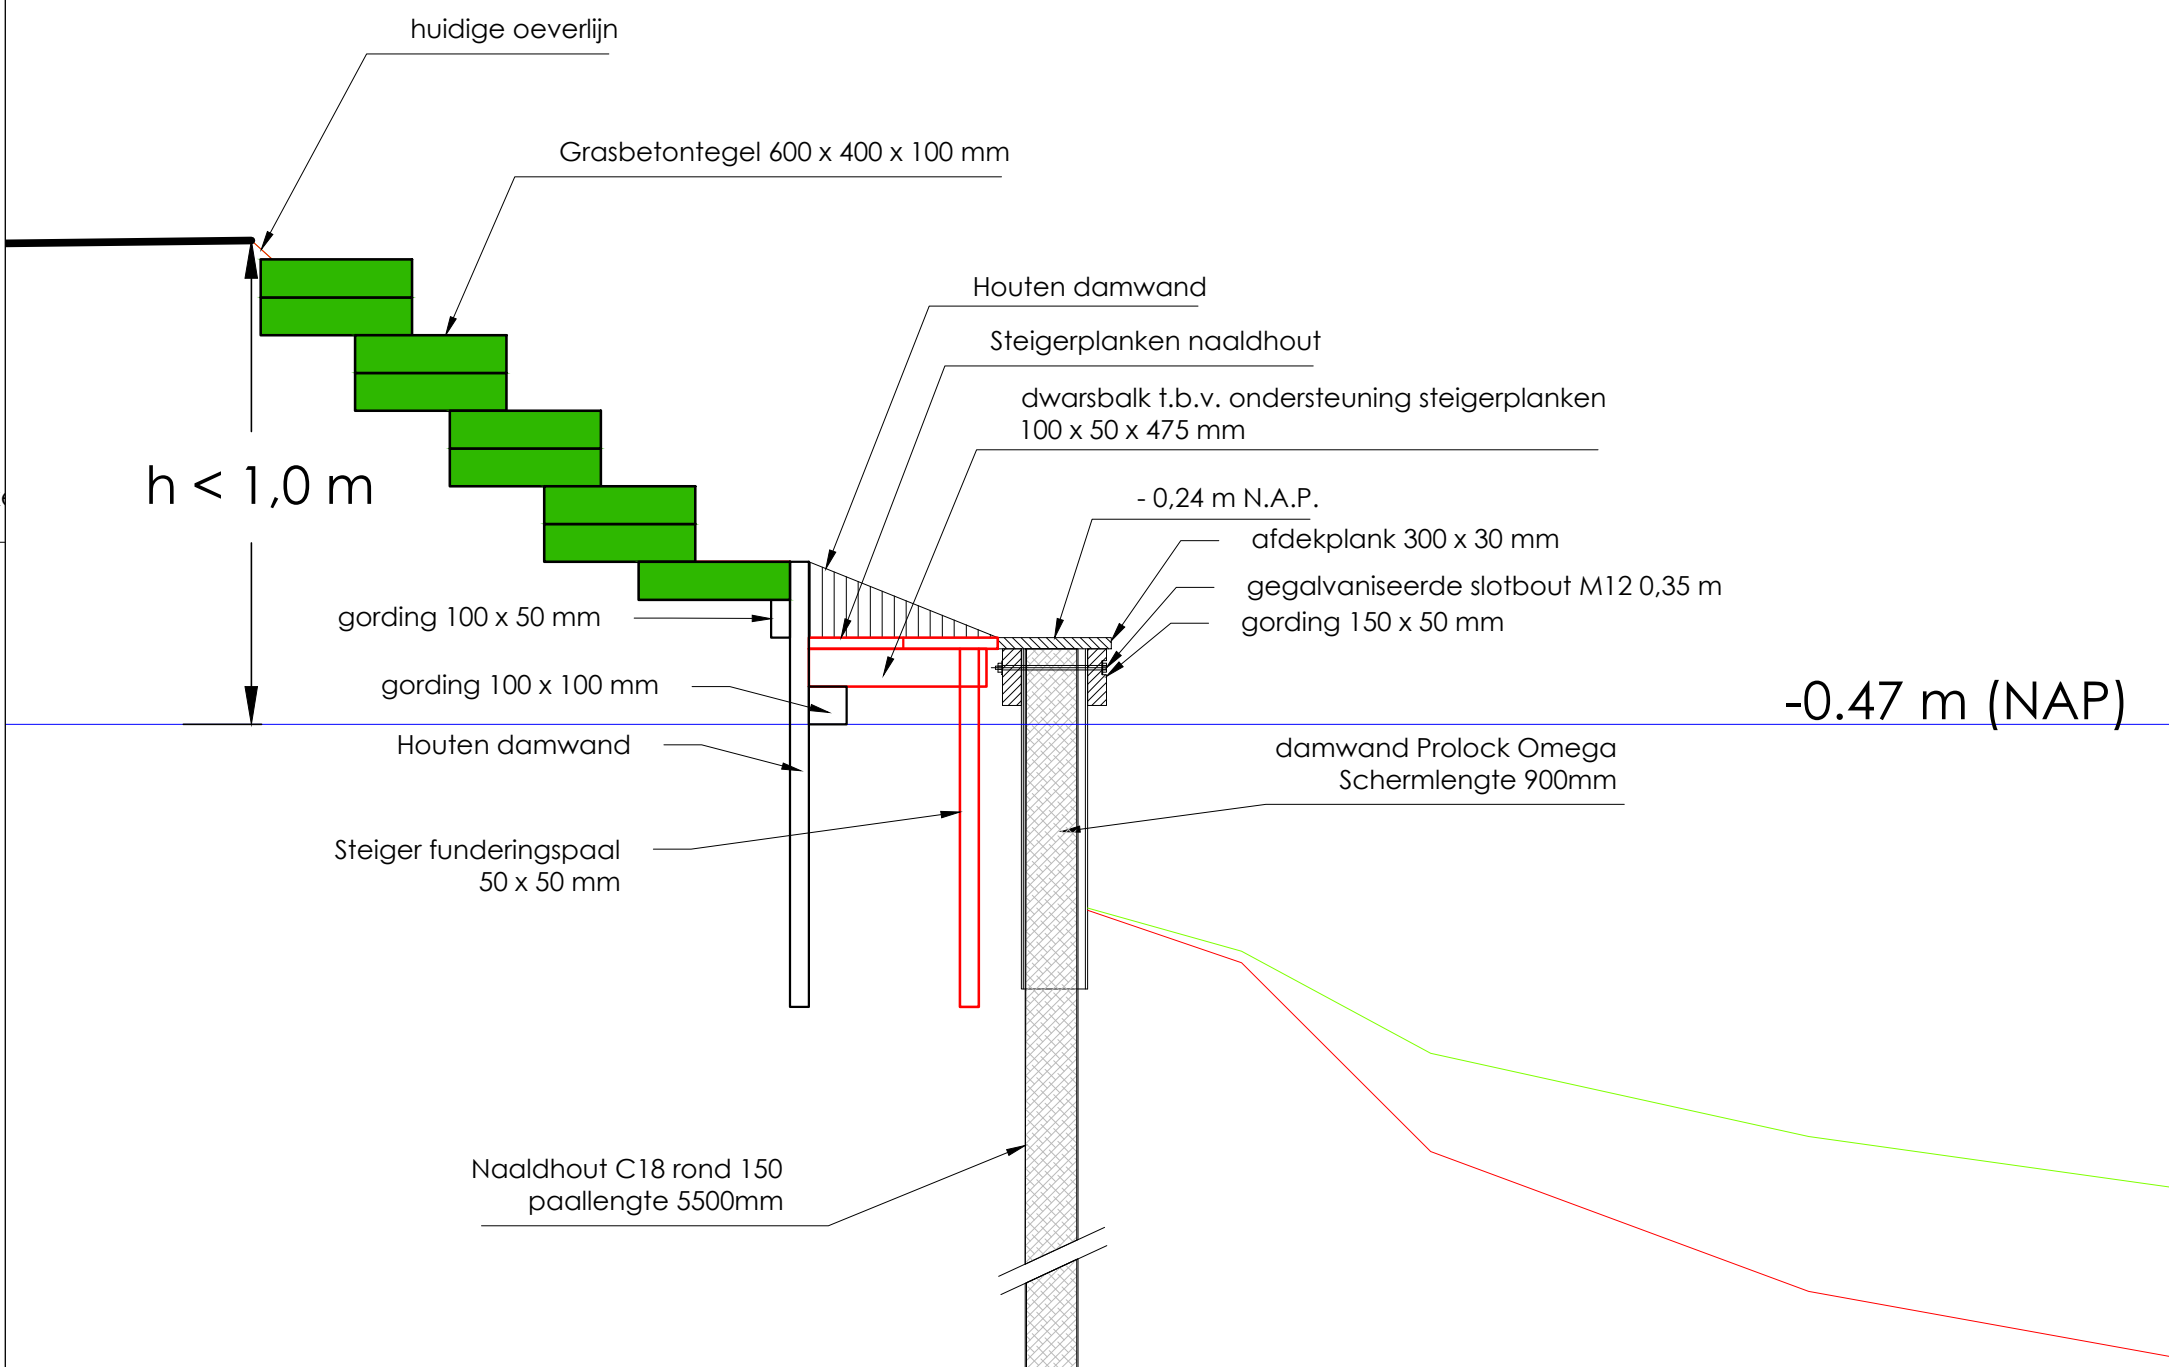 huidige oeverlijn
Grasbetontegel 600 x 400 x 100 mm
Houten damwand
Steigerplanken naaldhout
dwarsbalk t.b.v. ondersteuning steigerplanken
100 x 50 x 475 mm
h < 1,0 m
- 0,24 m N.A.P.
afdekplank 300 x 30 mm
gegalvaniseerde slotbout M12 0,35 m
gording 150 x 50 mm
gording 100 x 50 mm
gording 100 x 100 mm
-0.47 m (NAP)
Houten damwand
damwand Prolock Omega
Schermlengte 900mm
Steiger funderingspaal
50 x 50 mm
Naaldhout C18 rond 150
paallengte 5500mm